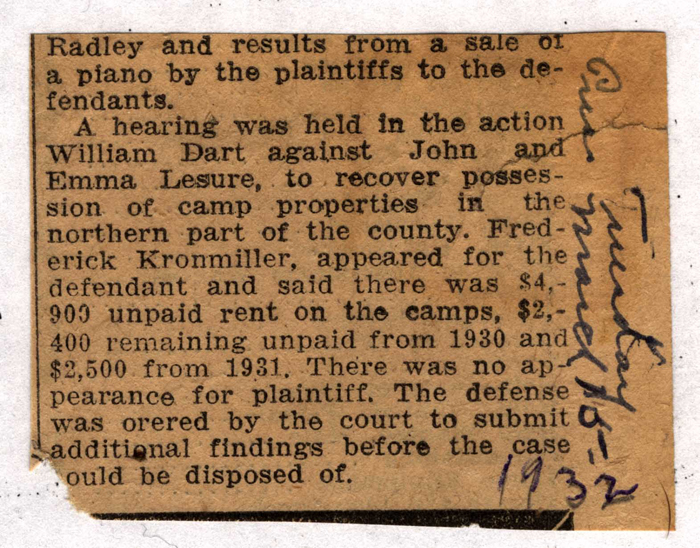 Radley and results from a sale of
a piano by the plaintiffs to the de-
fendants.
A hearing was held in the action
William Dart against John and
Emma Lesure, to recover posses-
sion of camp properties in the
northern part of the county. Fred-
erick Kronmiller, appeared for the
defendant and said there was $4,-
900 unpaid rent on the camps, $2,-
400 remaining unpaid from 1930 and
$2,500 from 1931. There was no ap-
pearance for plaintiff. The defense
was orered by the court to submit
additional findings before the case
ould be disposed of.
Tuesday
March 15-
1932